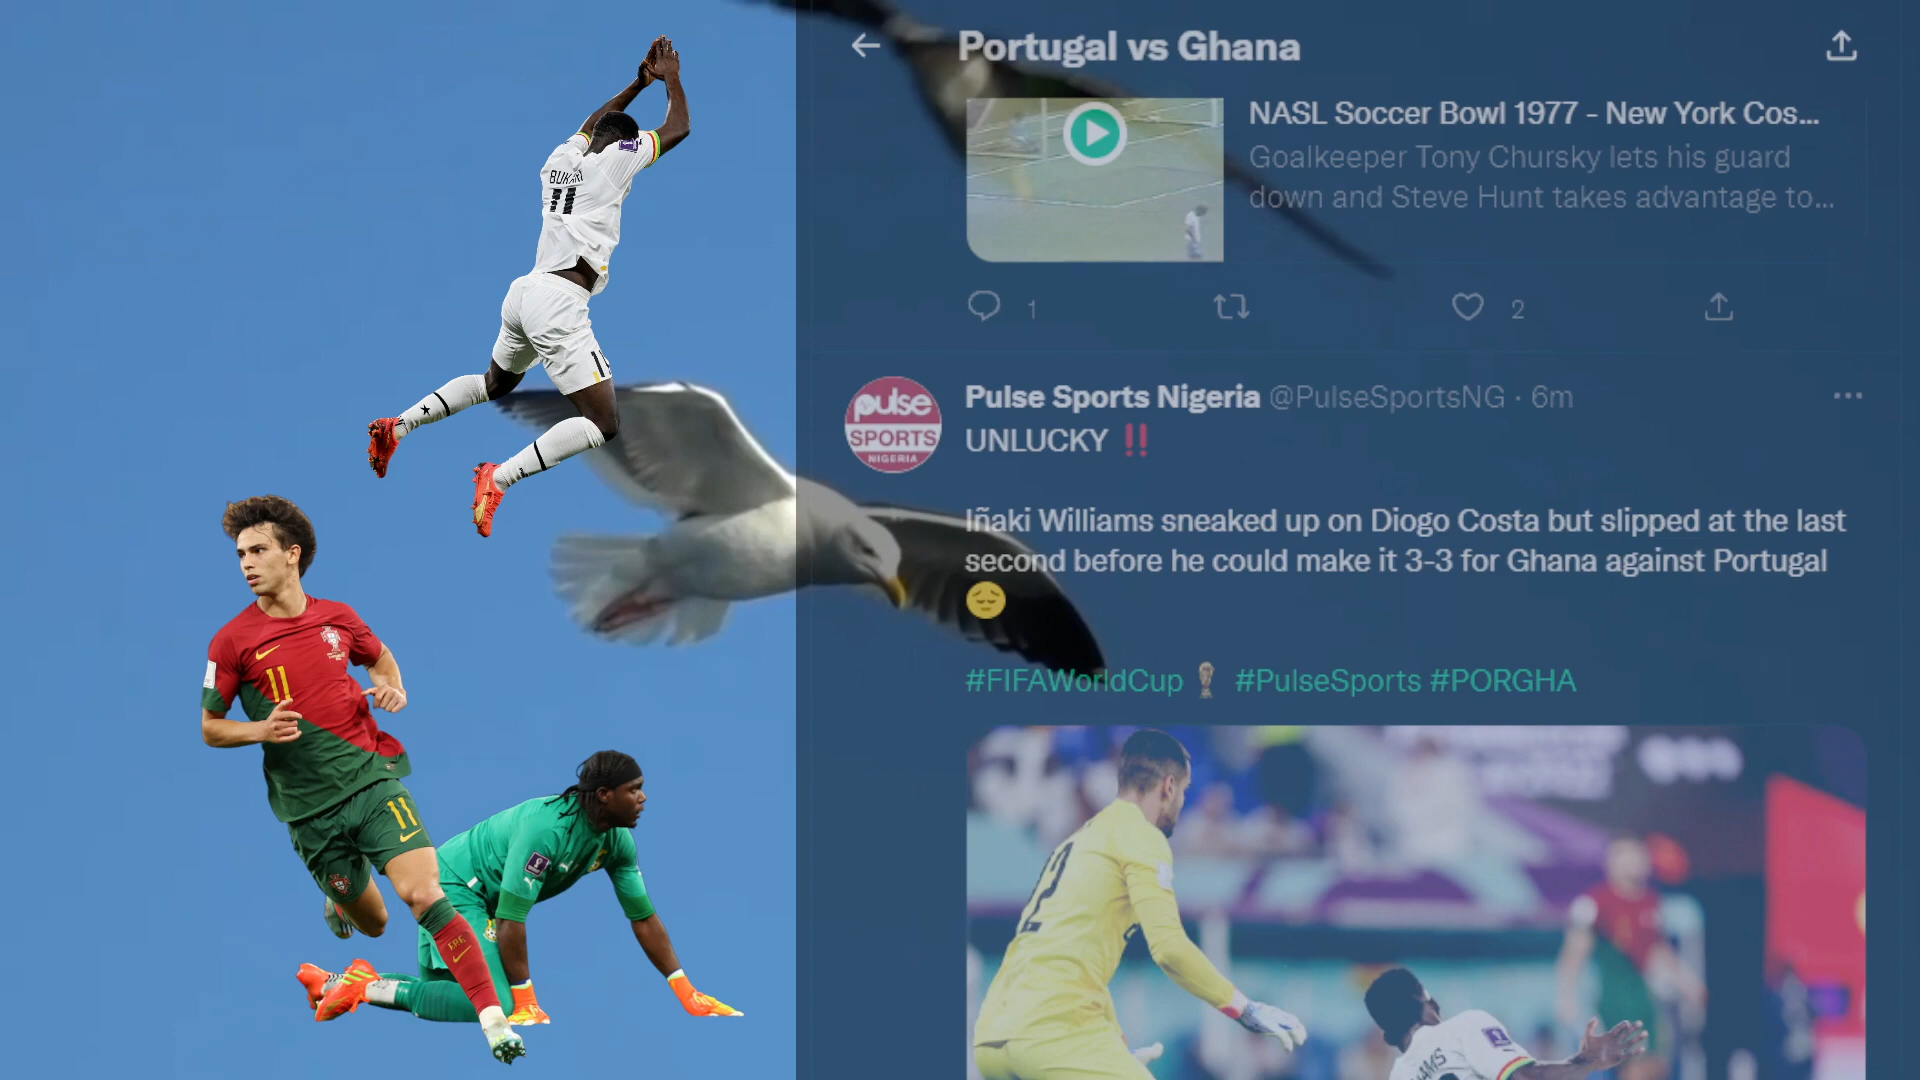 Portugal vs Ghana
NASL Soccer Bowl 1977 - New York Cos...
Goalkeeper Tony Chursky lets his guard
down and Steve Hunt takes advantage to...
1
2
Pulse Sports Nigeria @PulseSportsNG · 6m
UNLUCKY ‼️
pulse
SPORTS
NIGERIA
Iñaki Williams sneaked up on Diogo Costa but slipped at the last
second before he could make it 3-3 for Ghana against Portugal
😔
#FIFAWorldCup #PulseSports #PORGHA
11
11
11
F.P.F.